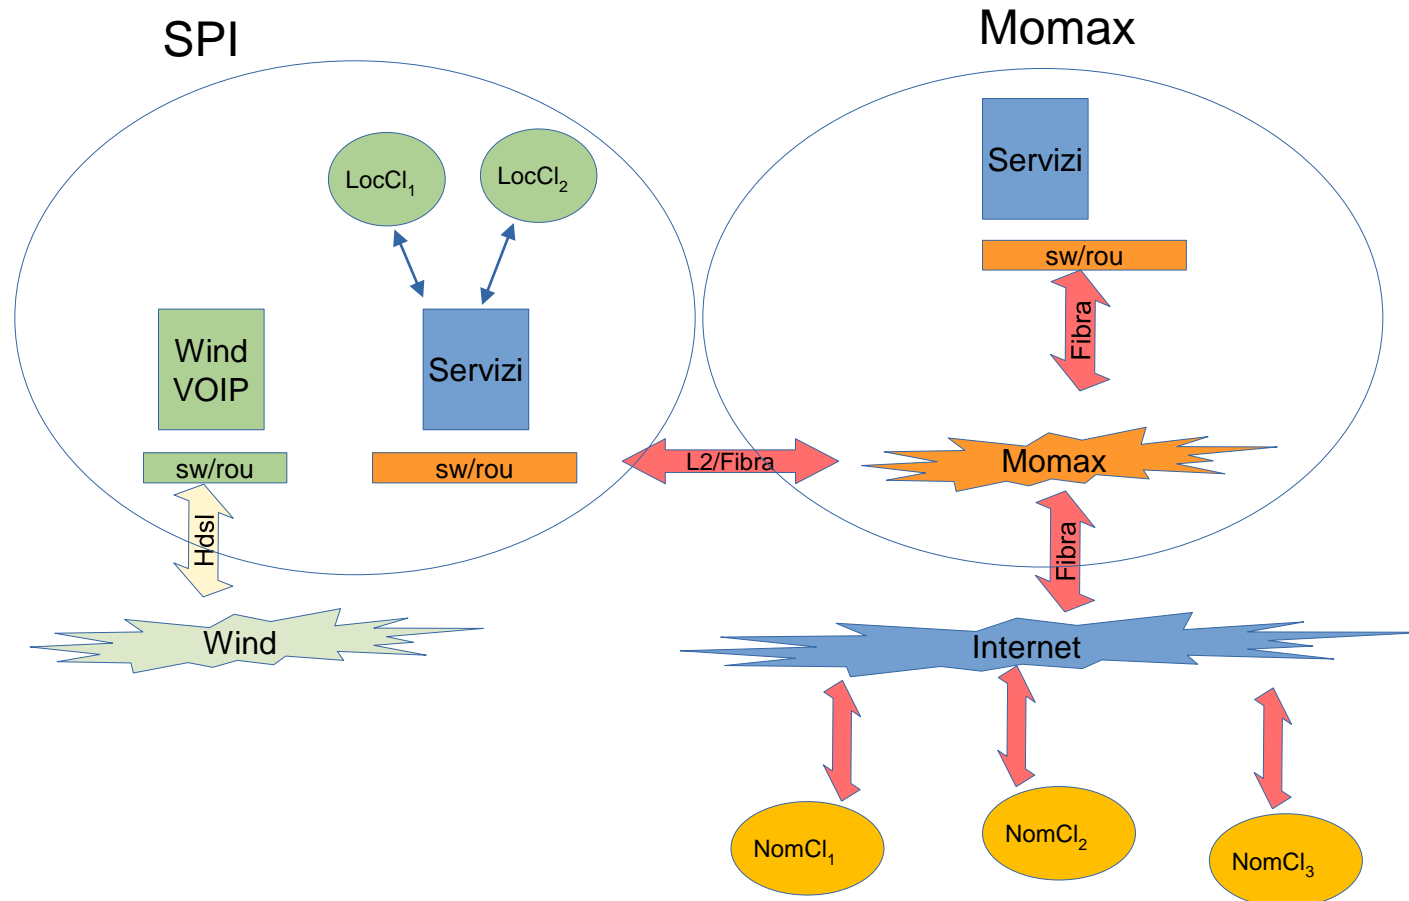 SPI
Momax
LocCl1
LocCl2
Servizi
sw/rou
Fibra
Wind
VOIP
Servizi
sw/rou
sw/rou
L2/Fibra
Momax
Hdsl
Fibra
Wind
Internet
NomCl1
NomCl2
NomCl3